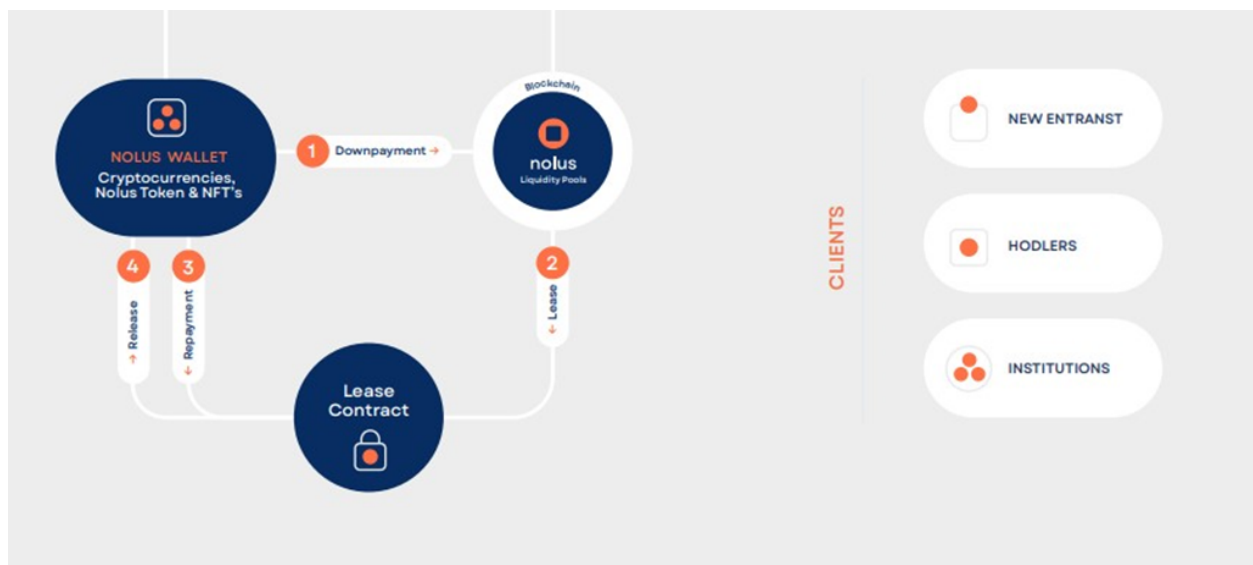 NOLUS WALLET
Cryptocurrencies,
Nolus Token & NFT's
1 Downpayment →
Blockchain
nolus
Liquidity Pools
4
→ Release
3
← Repayment
2
← Lease
Lease
Contract
CLIENTS
NEW ENTRANST
HODLERS
INSTITUTIONS